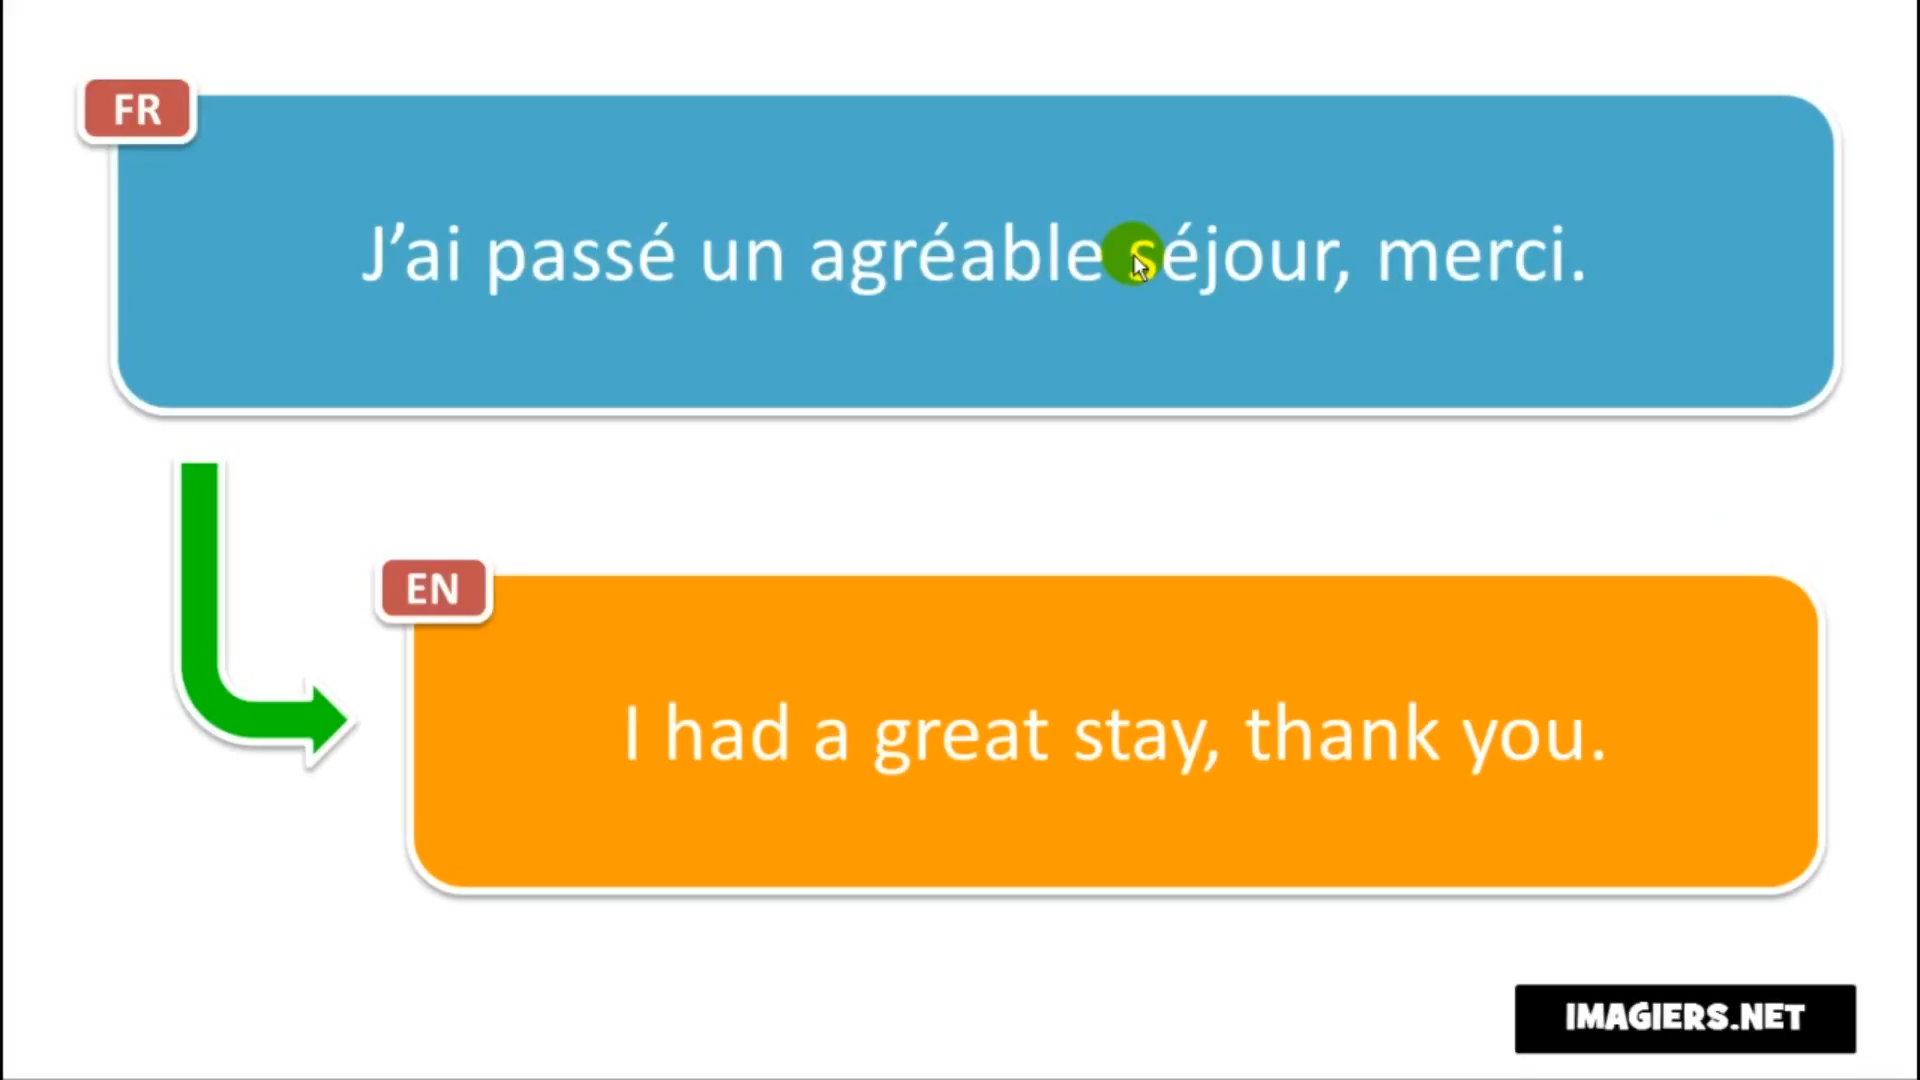 FR
J’ai passé un agréable séjour, merci.
EN
I had a great stay, thank you.
IMAGIERS.NET